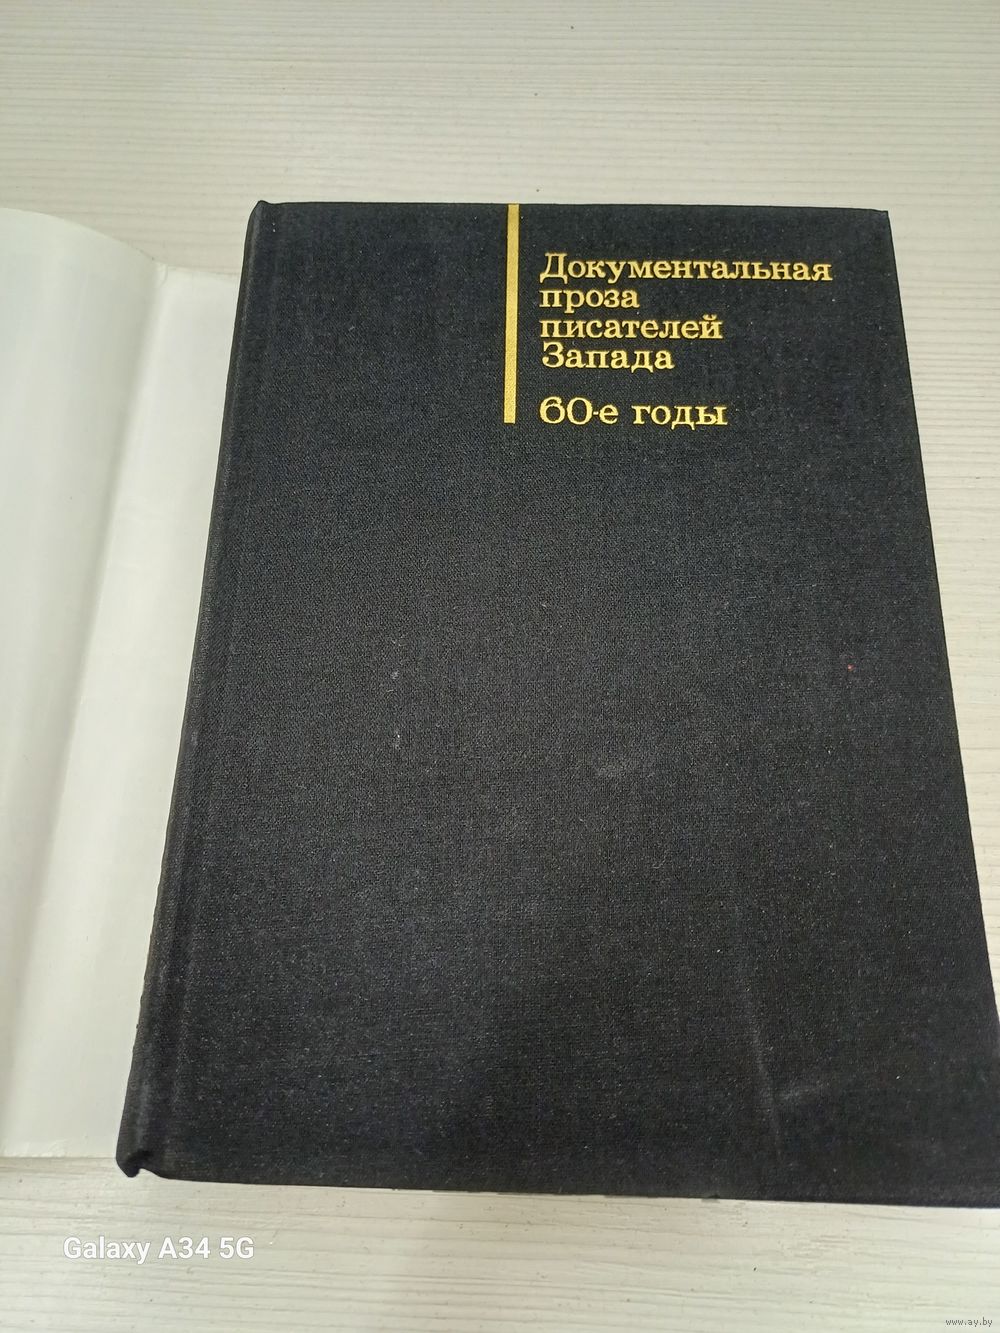 Документальная
проза
писателей
Запада
60-е годы
Galaxy A34 5G
www.ay.by